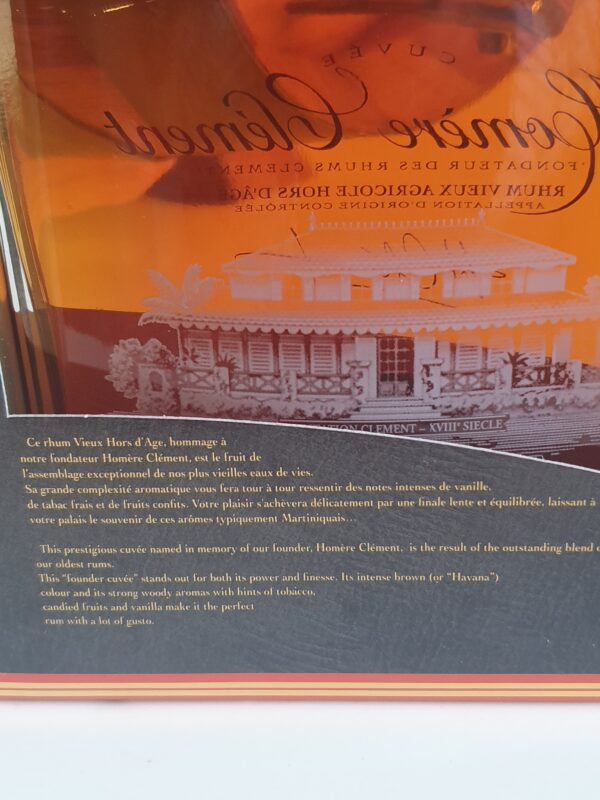 CUVÉE
Homère Clément
FONDATEUR DES RHUMS CLEMENT
RHUM VIEUX AGRICOLE HORS D'ÂGE
APPELLATION D'ORIGINE CONTRÔLÉE
CLEMENT – XVIIIe SIECLE
Ce rhum Vieux Hors d'Age, hommage à
notre fondateur Homère Clément, est le fruit de
l'assemblage exceptionnel de nos plus vieilles eaux de vies.
Sa grande complexité aromatique vous fera tour à tour ressentir des notes intenses de vanille,
de tabac frais et de fruits confits. Votre plaisir s'achèvera délicatement par une finale lente et équilibrée, laissant à
votre palais le souvenir de ces arômes typiquement Martiniquais...
This prestigious cuvée named in memory of our founder, Homère Clément, is the result of the outstanding blend
our oldest rums.
This "founder cuvée" stands out for both its power and finesse. Its intense brown (or "Havana")
colour and its strong woody aromas with hints of tobacco,
candied fruits and vanilla make it the perfect
rum with a lot of gusto.